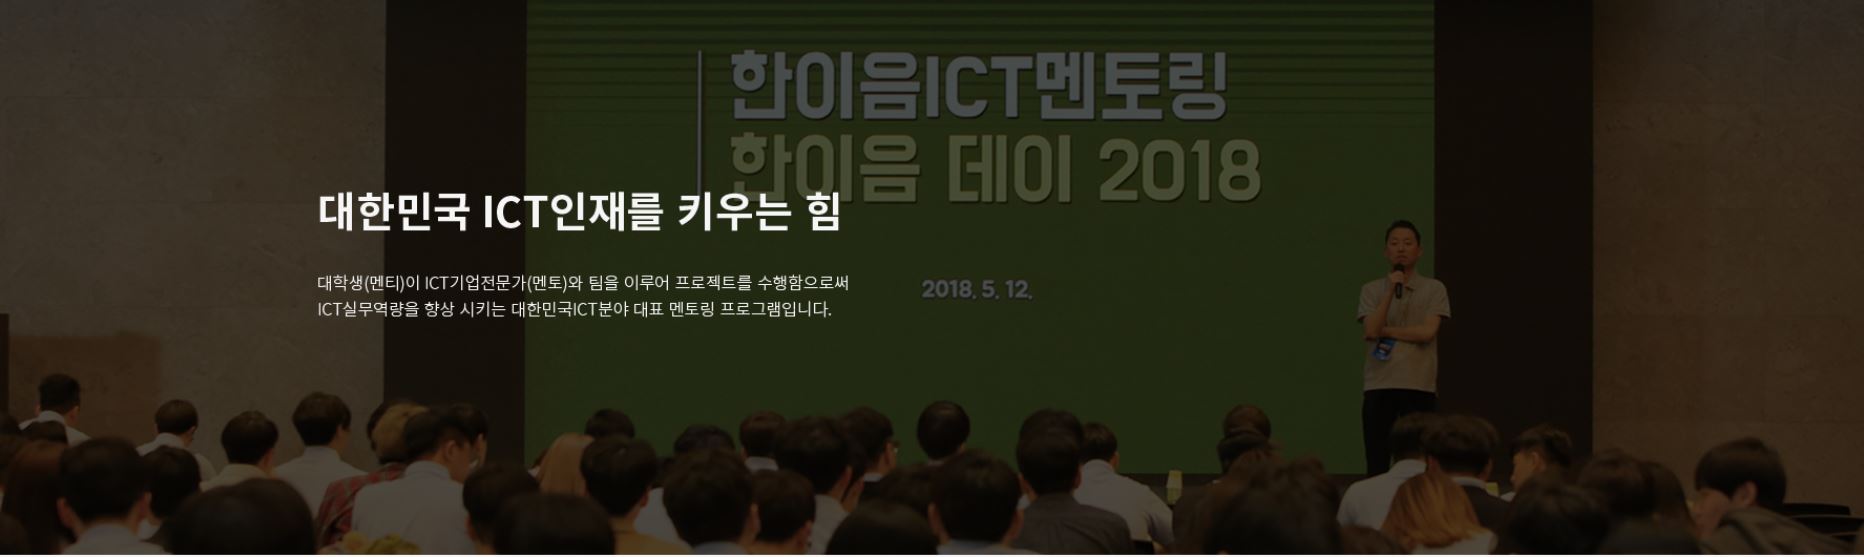 한이음ICT멘토링
한이음 데이 2018
대한민국 ICT인재를 키우는 힘
대학생(멘티)이 ICT기업전문가(멘토)와 팀을 이루어 프로젝트를 수행함으로써
ICT실무역량을 향상 시키는 대한민국ICT분야 대표 멘토링 프로그램입니다.
2018. 5. 12.